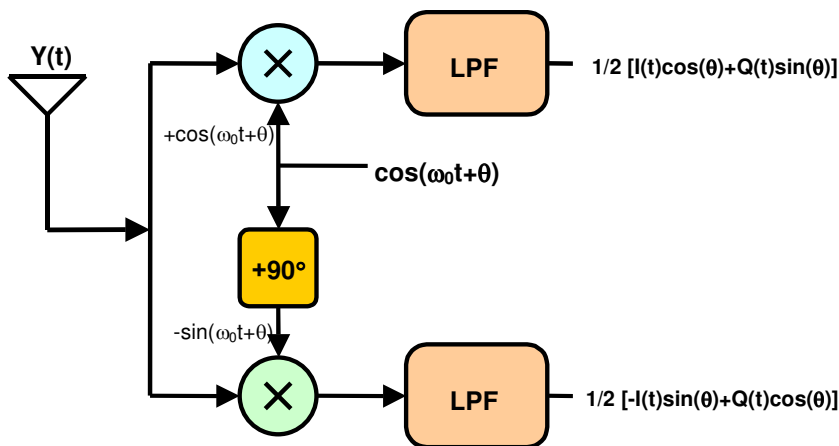 Y(t)
×
LPF
1/2 [I(t)cos(θ)+Q(t)sin(θ)]
+cos(ω₀t+θ)
cos(ω₀t+θ)
+90°
-sin(ω₀t+θ)
×
LPF
1/2 [-I(t)sin(θ)+Q(t)cos(θ)]